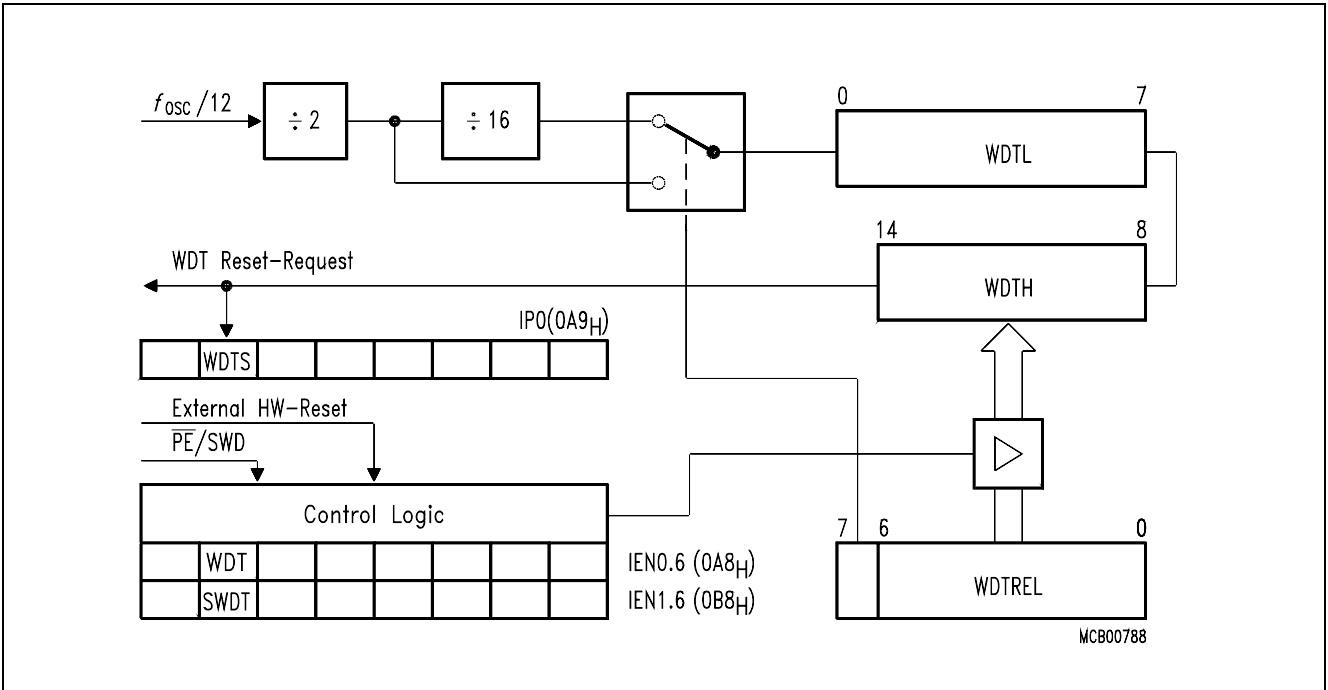 fOSC/12
÷ 2
÷ 16
0 7
WDTL
14 8
WDTH
WDT Reset-Request
IP0(0A9H)
WDTS
External HW-Reset
P̅E̅/SWD
Control Logic
WDT IEN0.6 (0A8H)
SWDT IEN1.6 (0B8H)
7 6 0
WDTREL
MCB00788